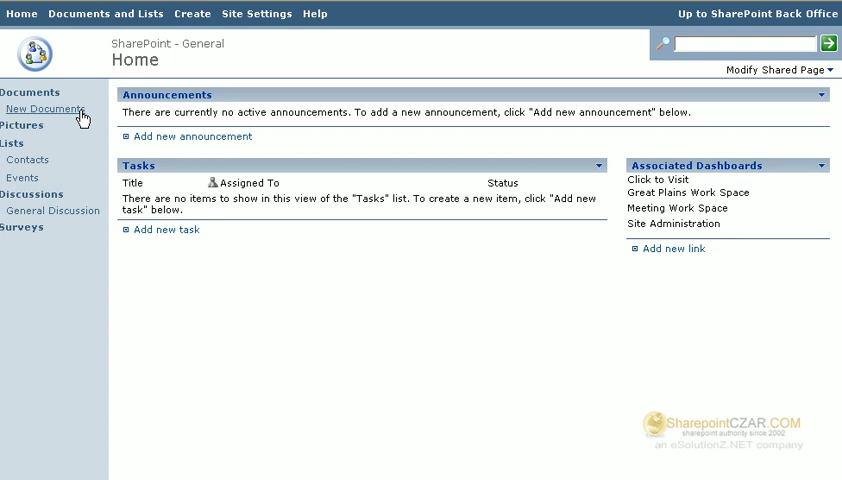 Home Documents and Lists Create Site Settings Help Up to SharePoint Back Office
SharePoint - General
Home
Modify Shared Page
Documents
New Documents
Pictures
Lists
Contacts
Events
Discussions
General Discussion
Surveys
Announcements
There are currently no active announcements. To add a new announcement, click "Add new announcement" below.
Add new announcement
Tasks
Title Assigned To Status
There are no items to show in this view of the "Tasks" list. To create a new item, click "Add new
task" below.
Add new task
Associated Dashboards
Click to Visit
Great Plains Work Space
Meeting Work Space
Site Administration
Add new link
SharepointCZAR.COM
sharepoint authority since 2002
an eSolutionZ.NET company